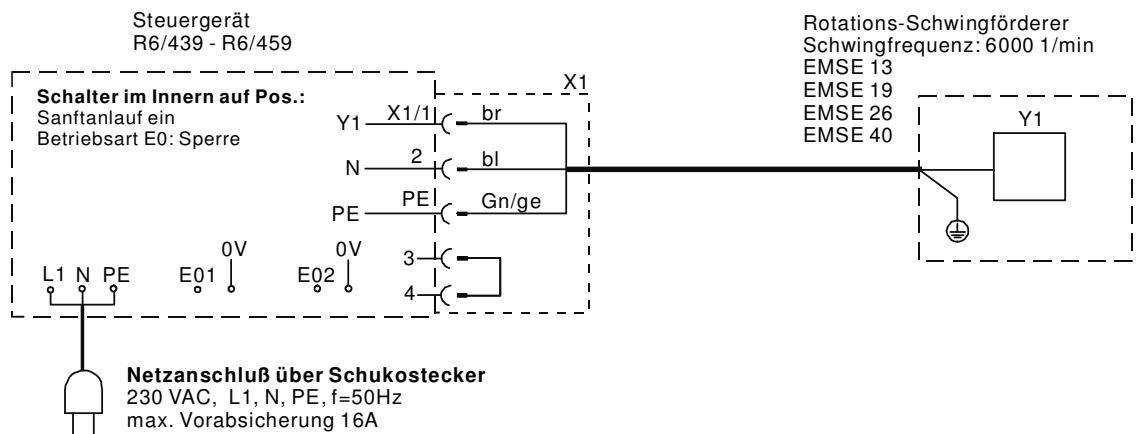 Steuergerät
R6/439 - R6/459
Rotations-Schwingförderer
Schwingfrequenz: 6000 1/min
EMSE 13
EMSE 19
EMSE 26
EMSE 40
X1
Schalter im Innern auf Pos.:
Sanftanlauf ein
Betriebsart E0: Sperre
Y1 X1/1 br
N 2 bl
PE PE Gn/ge
Y1
0V 0V
3
L1 N PE E01 E02
4
Netzanschluß über Schukostecker
230 VAC, L1, N, PE, f=50Hz
max. Vorabsicherung 16A